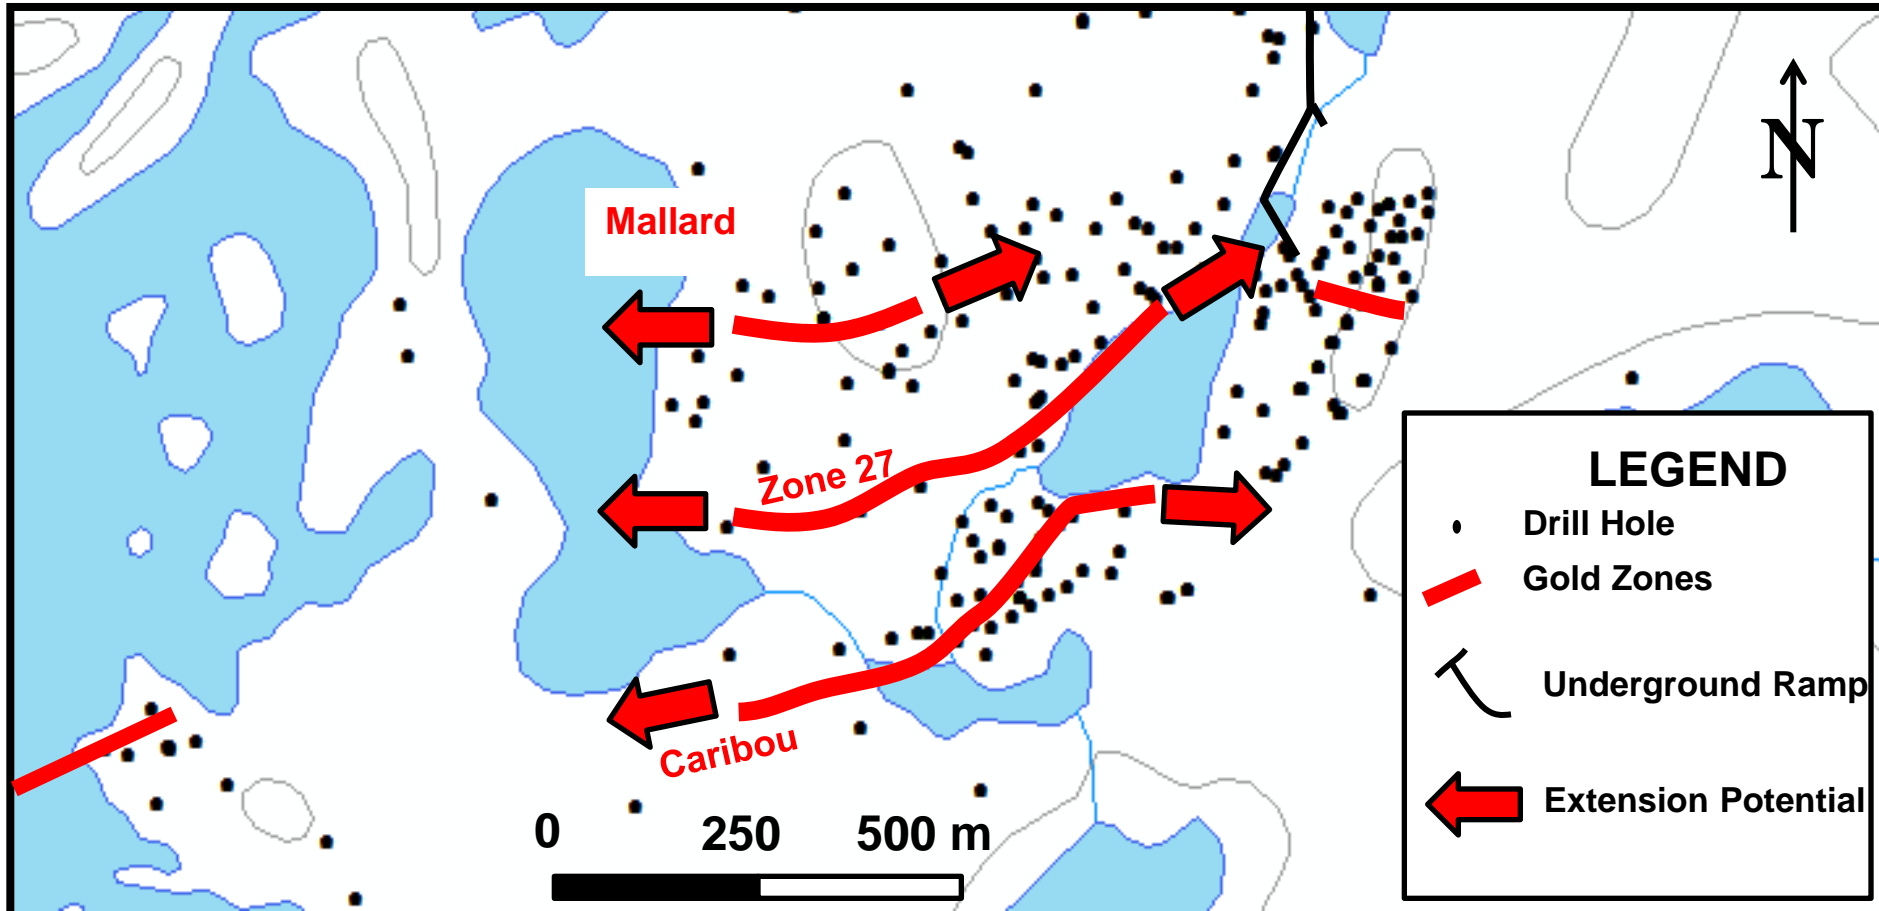 N
Mallard
Zone 27
Caribou
0 250 500 m
LEGEND
Drill Hole
Gold Zones
Underground Ramp
Extension Potential